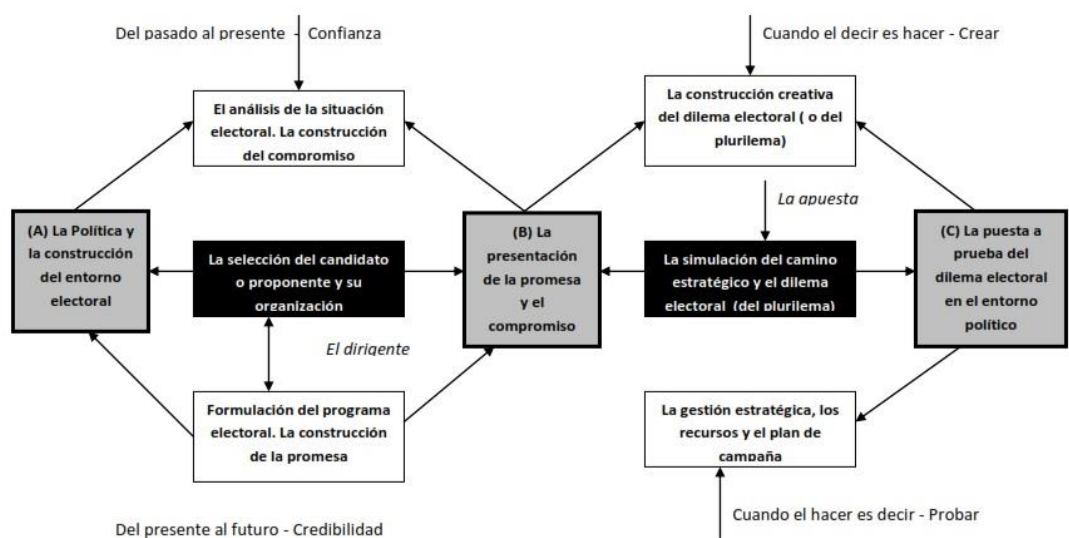 Del pasado al presente - Confianza
Cuando el decir es hacer - Crear
El análisis de la situación
electoral. La construcción
del compromiso
La construcción creativa
del dilema electoral ( o del
plurilema)
La apuesta
(A) La Política y
la construcción
del entorno
electoral
La selección del candidato
o proponente y su
organización
(B) La
presentación
de la promesa
y el
compromiso
La simulación del camino
estratégico y el dilema
electoral (del plurilema)
(C) La puesta a
prueba del
dilema electoral
en el entorno
político
El dirigente
Formulación del programa
electoral. La construcción
de la promesa
La gestión estratégica, los
recursos y el plan de
campaña
Del presente al futuro - Credibilidad
Cuando el hacer es decir - Probar